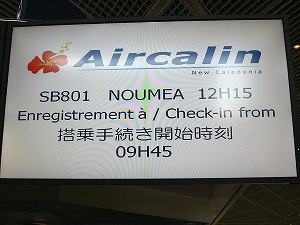 Aircalin
New Caledonia
SB801 NOUMEA 12H15
Enregistrement à / Check-in from
搭乗手続き開始時刻
09H45